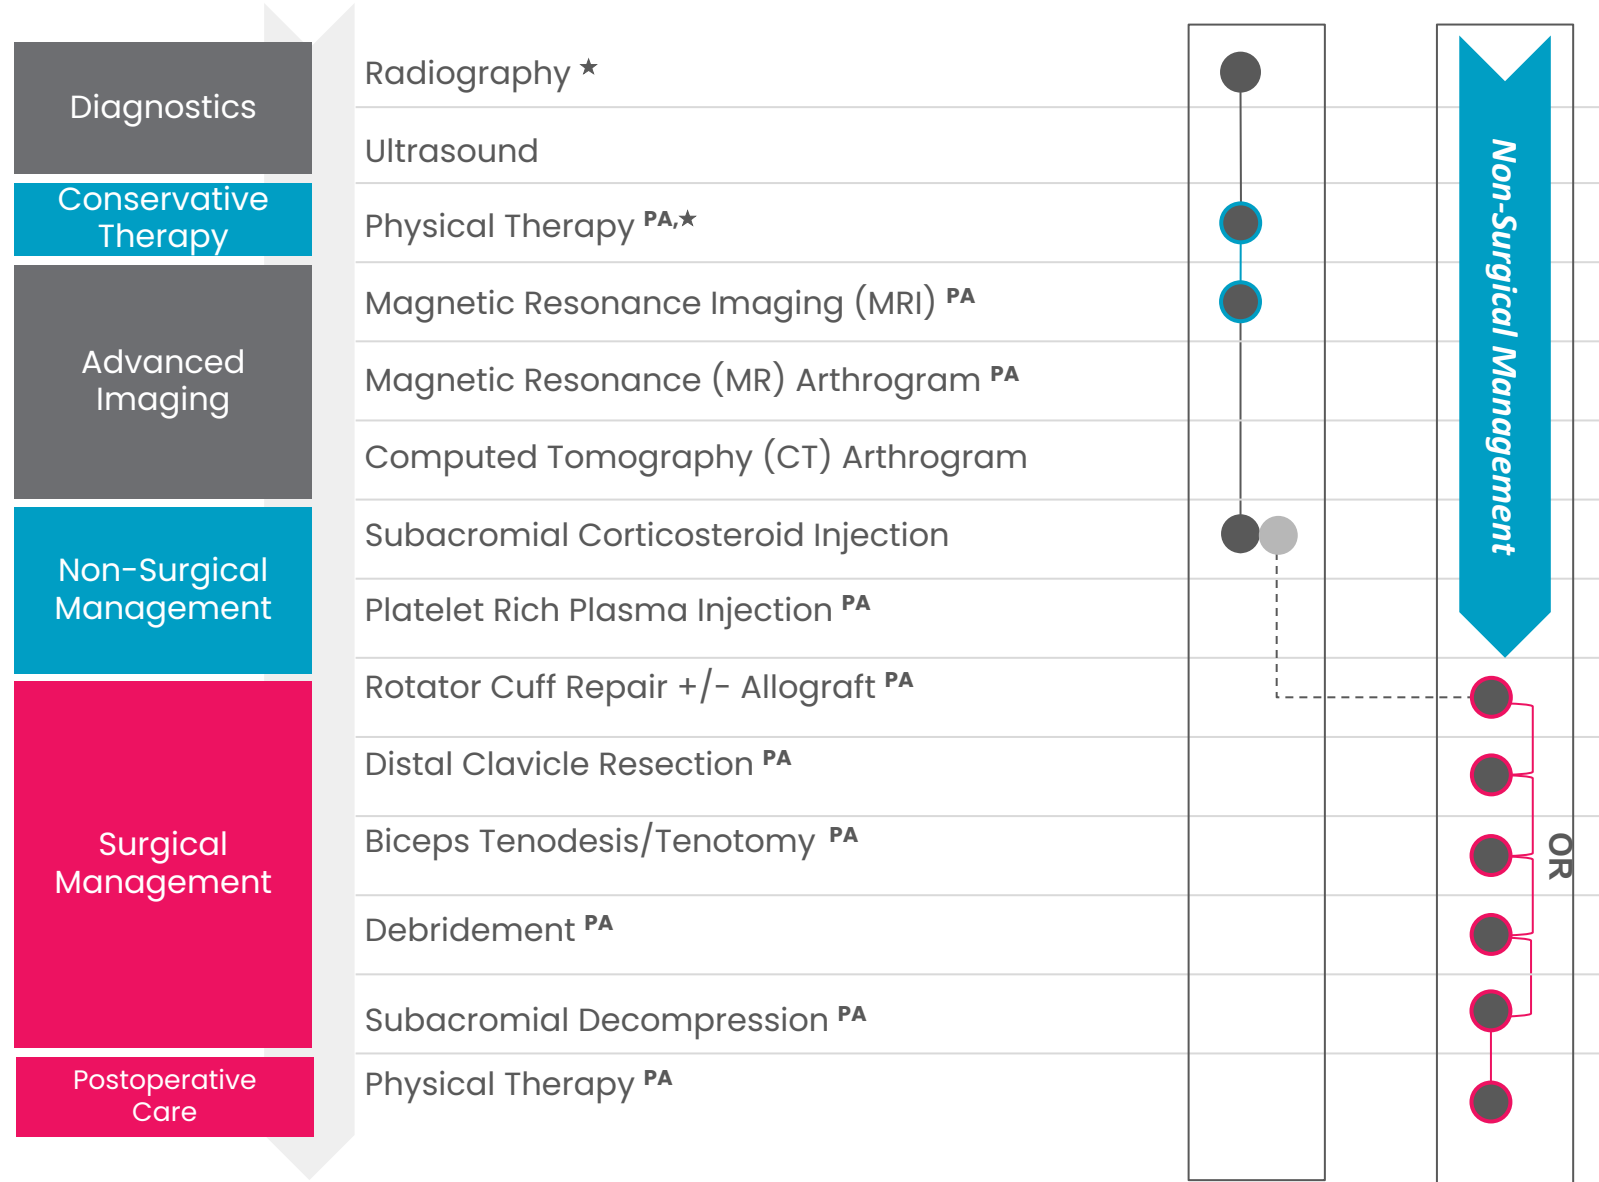 Diagnostics
Radiography ★
Ultrasound
Conservative
Therapy
Physical Therapy PA,★
Advanced
Imaging
Magnetic Resonance Imaging (MRI) PA
Magnetic Resonance (MR) Arthrogram PA
Computed Tomography (CT) Arthrogram
Non-Surgical
Management
Subacromial Corticosteroid Injection
Platelet Rich Plasma Injection PA
Surgical
Management
Rotator Cuff Repair +/- Allograft PA
Distal Clavicle Resection PA
Biceps Tenodesis/Tenotomy PA
Debridement PA
Subacromial Decompression PA
Postoperative
Care
Physical Therapy PA
Non-Surgical Management
OR